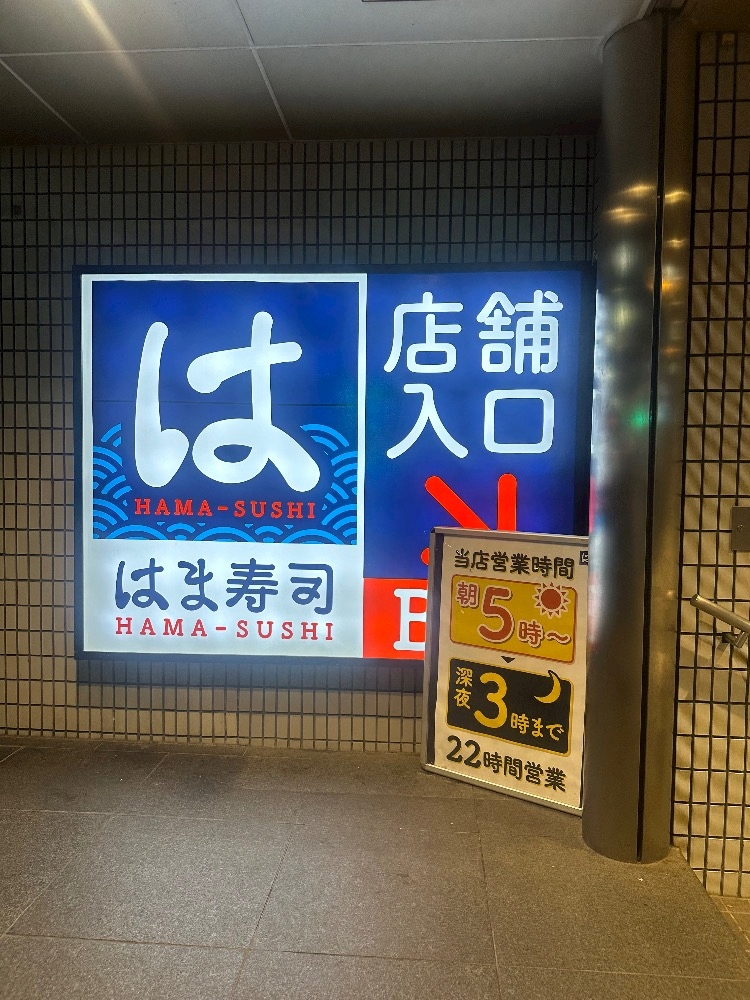 は
HAMA-SUSHI
はま寿司
HAMA-SUSHI
店舗
入口
当店営業時間
朝5時～
深夜3時まで
22時間営業